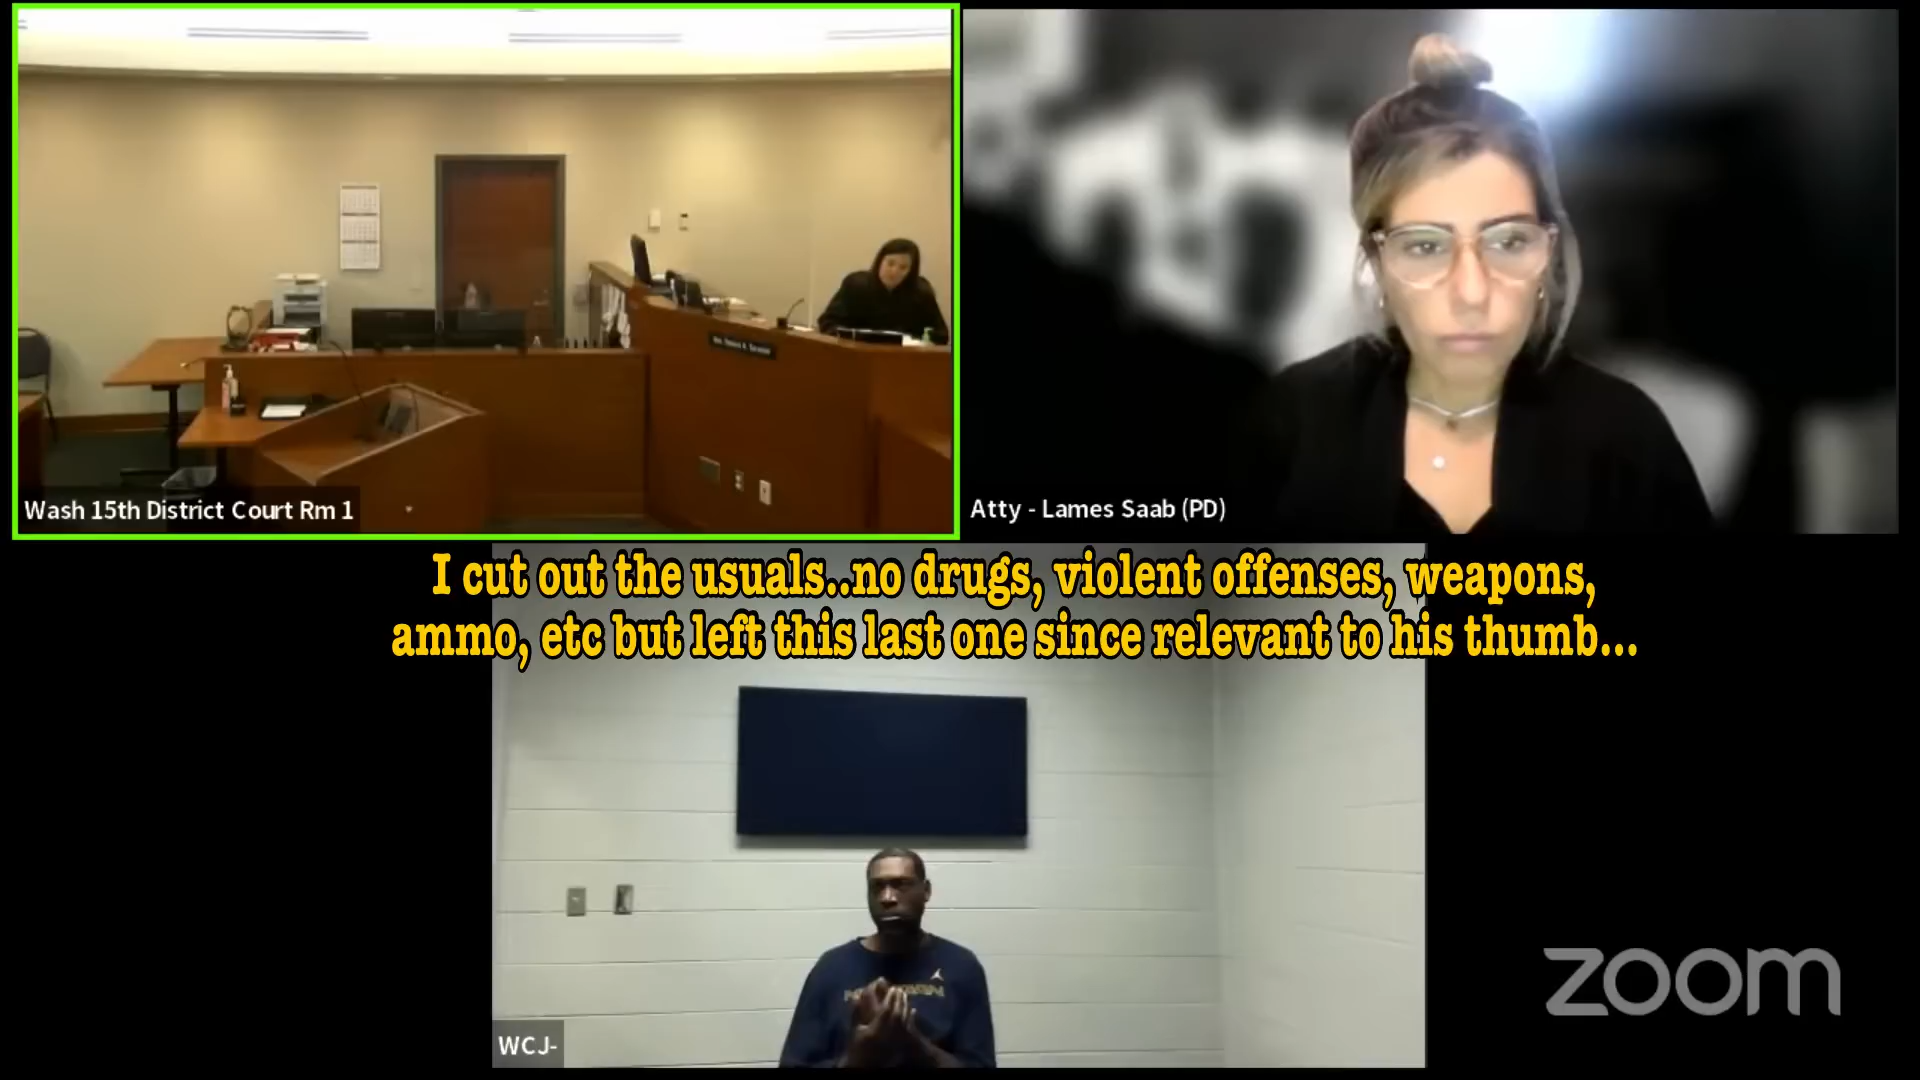 Wash 15th District Court Rm 1
Atty - Lames Saab (PD)
I cut out the usuals..no drugs, violent offenses, weapons,
ammo, etc but left this last one since relevant to his thumb...
WCJ-
zoom